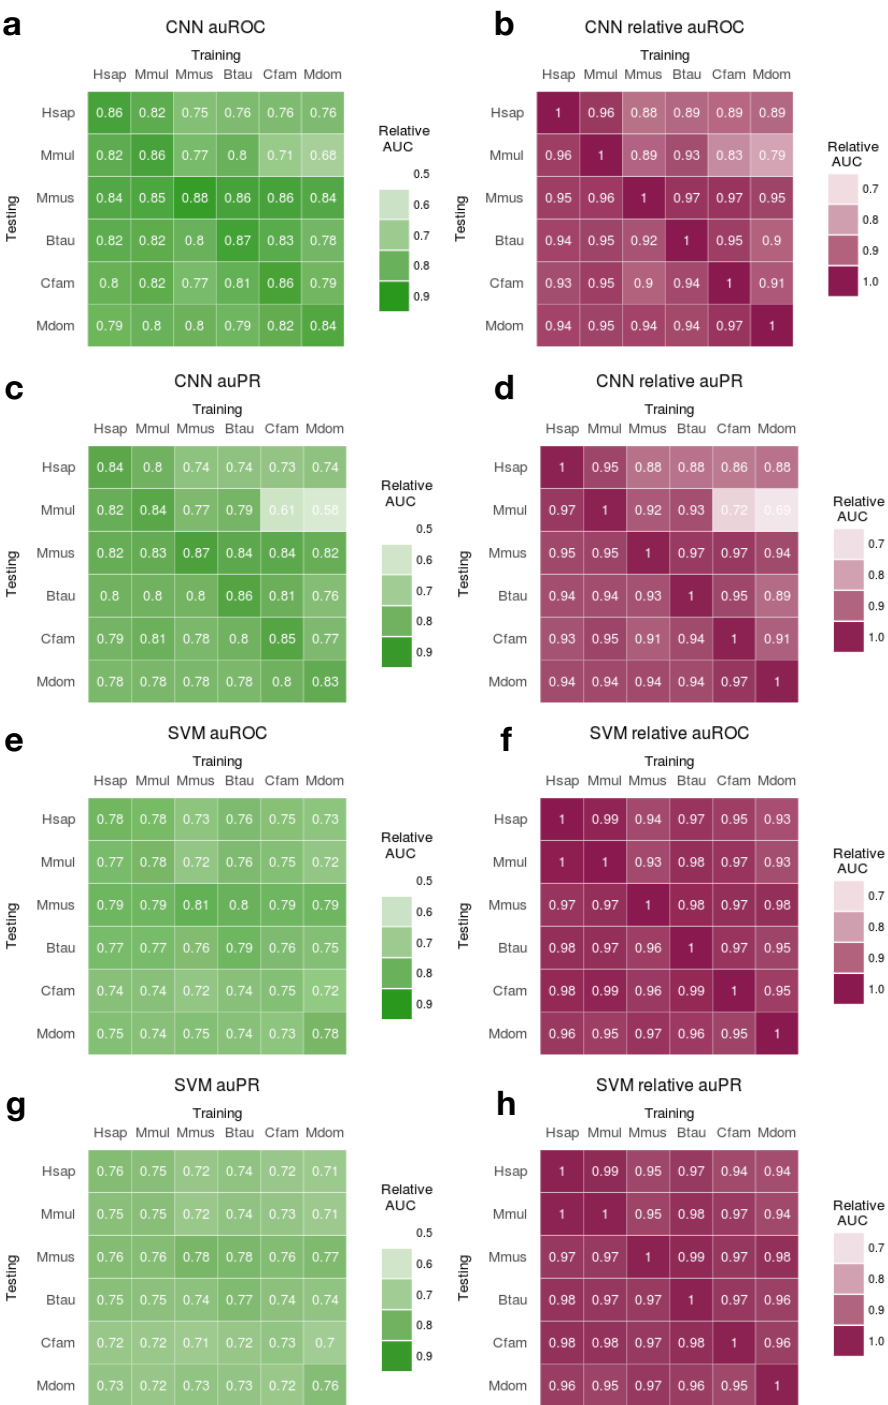 a
CNN auROC
Training
Hsap Mmul Mmus Btau Cfam Mdom
Testing
Hsap 0.86 0.82 0.75 0.76 0.76 0.76
Mmul 0.82 0.86 0.77 0.8 0.71 0.68
Mmus 0.84 0.85 0.88 0.86 0.86 0.84
Btau 0.82 0.82 0.8 0.87 0.83 0.78
Cfam 0.8 0.82 0.77 0.81 0.86 0.79
Mdom 0.79 0.8 0.8 0.79 0.82 0.84
Relative
AUC
0.5
0.6
0.7
0.8
0.9
b
CNN relative auROC
Training
Hsap Mmul Mmus Btau Cfam Mdom
Testing
Hsap 1 0.96 0.88 0.89 0.89 0.89
Mmul 0.96 1 0.89 0.93 0.83 0.79
Mmus 0.95 0.96 1 0.97 0.97 0.95
Btau 0.94 0.95 0.92 1 0.95 0.9
Cfam 0.93 0.95 0.9 0.94 1 0.91
Mdom 0.94 0.95 0.94 0.94 0.97 1
Relative
AUC
0.7
0.8
0.9
1.0
c
CNN auPR
Training
Hsap Mmul Mmus Btau Cfam Mdom
Testing
Hsap 0.84 0.8 0.74 0.74 0.73 0.74
Mmul 0.82 0.84 0.77 0.79 0.61 0.58
Mmus 0.82 0.83 0.87 0.84 0.84 0.82
Btau 0.8 0.8 0.8 0.86 0.81 0.76
Cfam 0.79 0.81 0.78 0.8 0.85 0.77
Mdom 0.78 0.78 0.78 0.78 0.8 0.83
Relative
AUC
0.5
0.6
0.7
0.8
0.9
d
CNN relative auPR
Training
Hsap Mmul Mmus Btau Cfam Mdom
Testing
Hsap 1 0.95 0.88 0.88 0.86 0.88
Mmul 0.97 1 0.92 0.93 0.72 0.69
Mmus 0.95 0.95 1 0.97 0.97 0.94
Btau 0.94 0.94 0.93 1 0.95 0.89
Cfam 0.93 0.95 0.91 0.94 1 0.91
Mdom 0.94 0.94 0.94 0.94 0.97 1
Relative
AUC
0.7
0.8
0.9
1.0
e
SVM auROC
Training
Hsap Mmul Mmus Btau Cfam Mdom
Testing
Hsap 0.78 0.78 0.73 0.76 0.75 0.73
Mmul 0.77 0.78 0.72 0.76 0.75 0.72
Mmus 0.79 0.79 0.81 0.8 0.79 0.79
Btau 0.77 0.77 0.76 0.79 0.76 0.75
Cfam 0.74 0.74 0.72 0.74 0.75 0.72
Mdom 0.75 0.74 0.75 0.74 0.73 0.78
Relative
AUC
0.5
0.6
0.7
0.8
0.9
f
SVM relative auROC
Training
Hsap Mmul Mmus Btau Cfam Mdom
Testing
Hsap 1 0.99 0.94 0.97 0.95 0.93
Mmul 1 1 0.93 0.98 0.97 0.93
Mmus 0.97 0.97 1 0.98 0.97 0.98
Btau 0.98 0.97 0.96 1 0.97 0.95
Cfam 0.98 0.99 0.96 0.99 1 0.95
Mdom 0.96 0.95 0.97 0.96 0.95 1
Relative
AUC
0.7
0.8
0.9
1.0
g
SVM auPR
Training
Hsap Mmul Mmus Btau Cfam Mdom
Testing
Hsap 0.76 0.75 0.72 0.74 0.72 0.71
Mmul 0.75 0.75 0.72 0.74 0.73 0.71
Mmus 0.76 0.76 0.78 0.78 0.76 0.77
Btau 0.75 0.75 0.74 0.77 0.74 0.74
Cfam 0.72 0.72 0.71 0.72 0.73 0.7
Mdom 0.73 0.72 0.73 0.73 0.72 0.76
Relative
AUC
0.5
0.6
0.7
0.8
0.9
h
SVM relative auPR
Training
Hsap Mmul Mmus Btau Cfam Mdom
Testing
Hsap 1 0.99 0.95 0.97 0.94 0.94
Mmul 1 1 0.95 0.98 0.97 0.94
Mmus 0.97 0.97 1 0.99 0.97 0.98
Btau 0.98 0.97 0.97 1 0.97 0.96
Cfam 0.98 0.98 0.97 0.98 1 0.96
Mdom 0.96 0.95 0.97 0.96 0.95 1
Relative
AUC
0.7
0.8
0.9
1.0